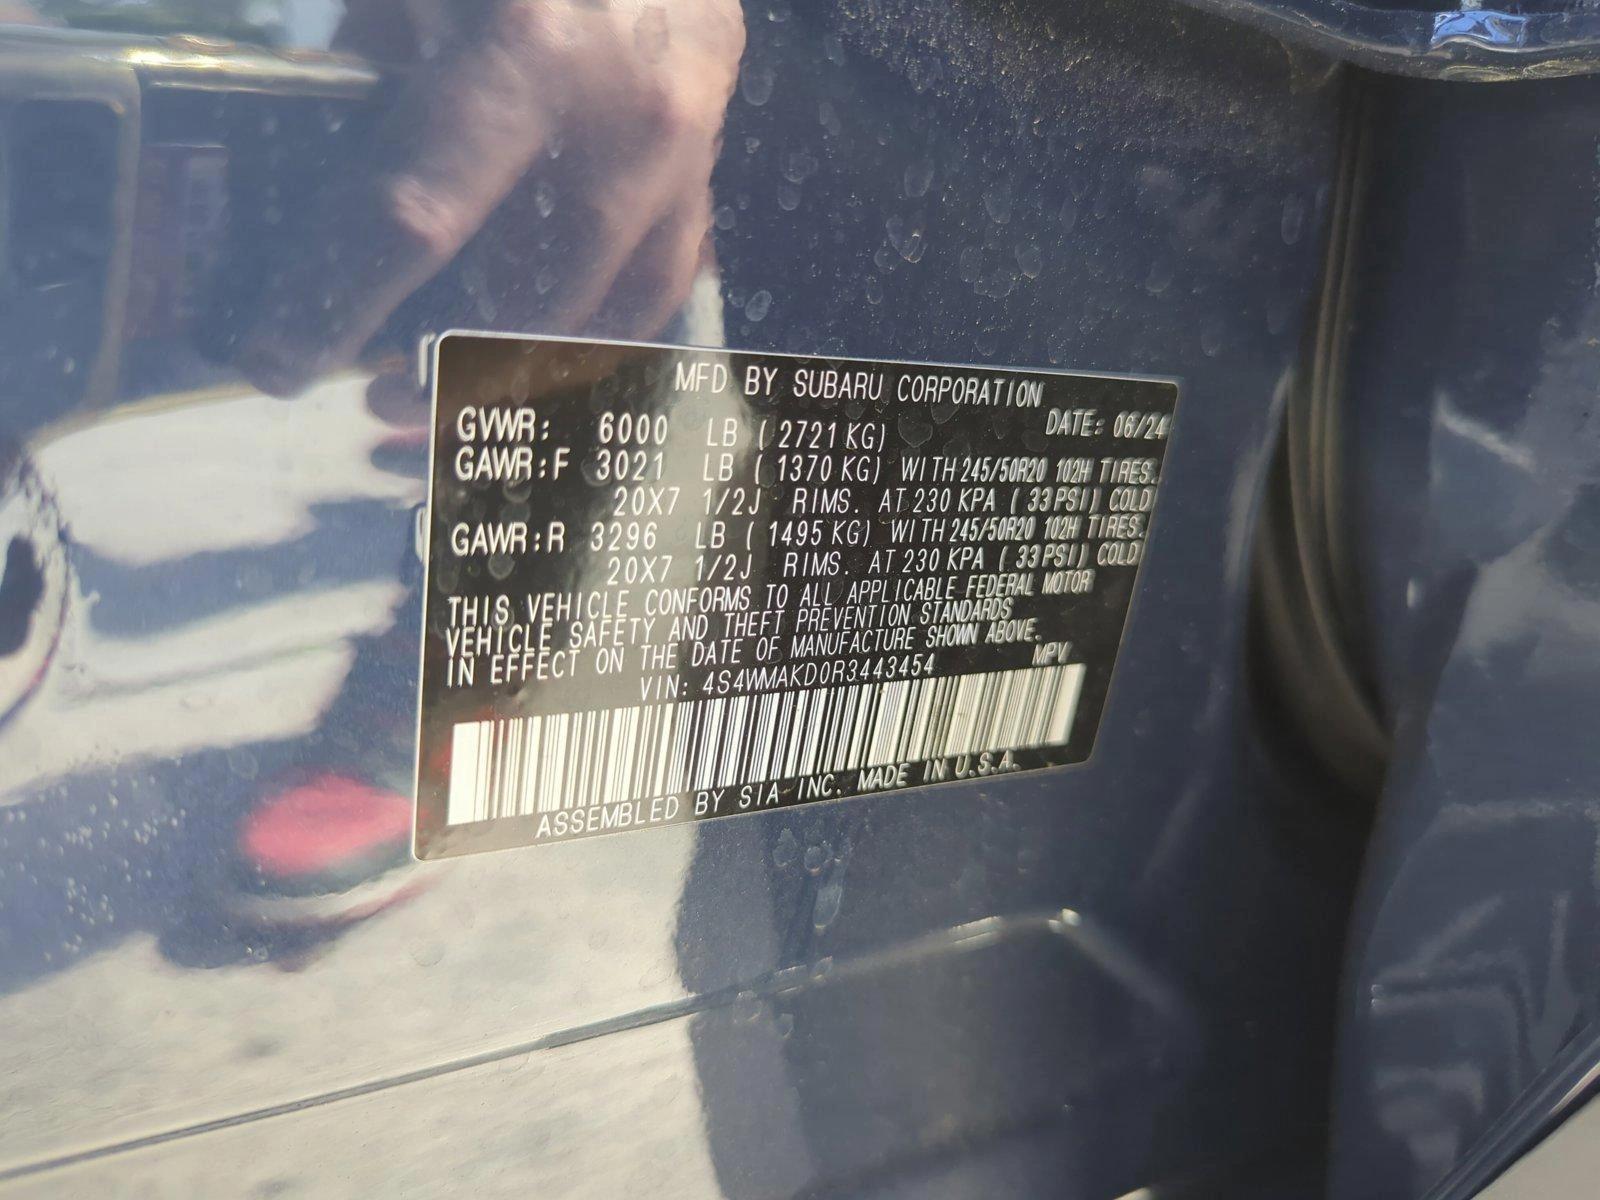 MFD BY SUBARU CORPORATION
DATE: 06/24
GVWR: 6000 LB (2721 KG)
GAWR:F 3021 LB (1370 KG) WITH 245/50R20 102H TIRES.
20X7 1/2J RIMS. AT 230 KPA (33 PSI) COLD
GAWR:R 3296 LB (1495 KG) WITH 245/50R20 102H TIRES.
20X7 1/2J RIMS. AT 230 KPA (33 PSI) COLD
THIS VEHICLE CONFORMS TO ALL APPLICABLE FEDERAL MOTOR
VEHICLE SAFETY AND THEFT PREVENTION STANDARDS
IN EFFECT ON THE DATE OF MANUFACTURE SHOWN ABOVE.
VIN: 4S4WMAKD0R3443454 MPV
ASSEMBLED BY SIA INC. MADE IN U.S.A.